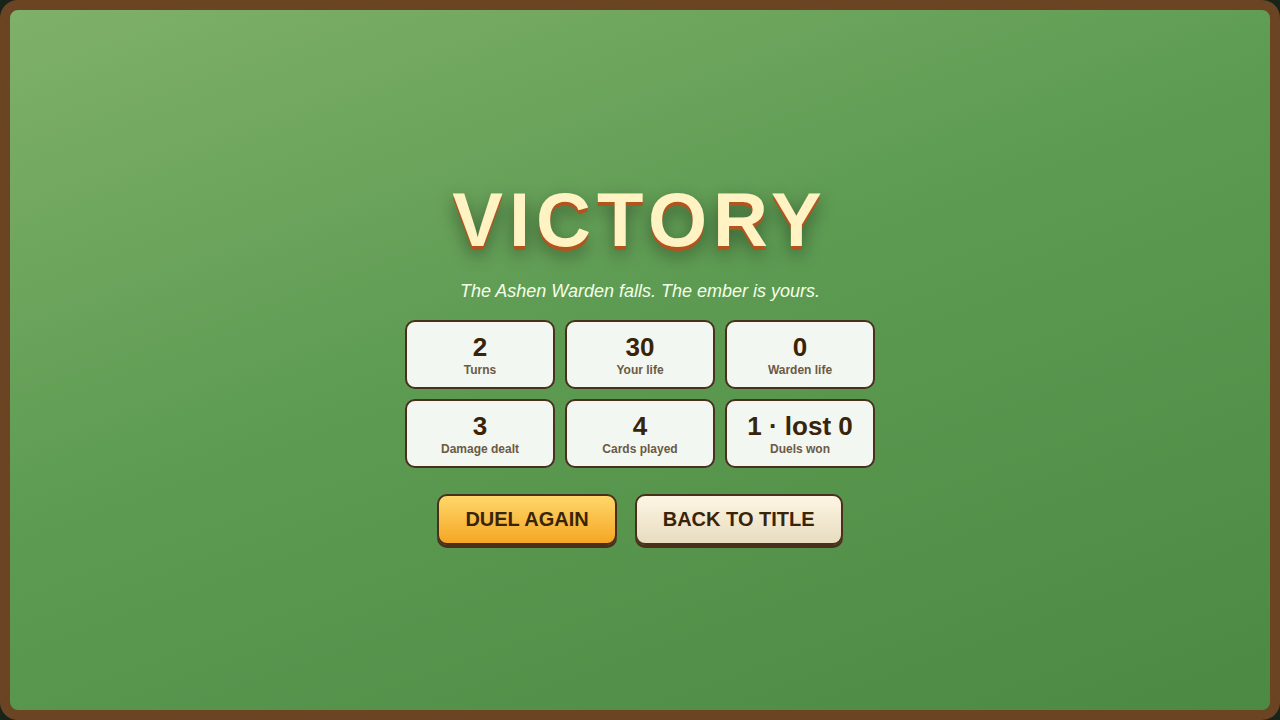 VICTORY
The Ashen Warden falls. The ember is yours.
2
Turns
30
Your life
0
Warden life
3
Damage dealt
4
Cards played
1 · lost 0
Duels won
DUEL AGAIN
BACK TO TITLE